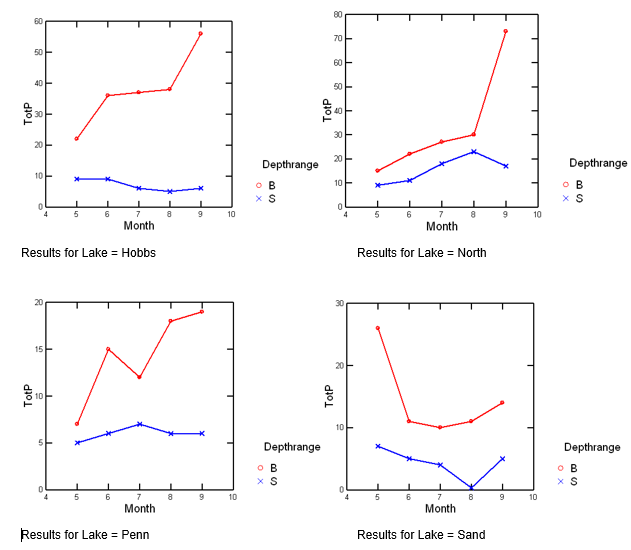 60
50
40
30
20
10
0
TotP
4 5 6 7 8 9 10
Month
Depthrange
B
S
Results for Lake = Hobbs
80
70
60
50
40
30
20
10
0
TotP
4 5 6 7 8 9 10
Month
Depthrange
B
S
Results for Lake = North
20
15
10
5
0
TotP
4 5 6 7 8 9 10
Month
Depthrange
B
S
Results for Lake = Penn
30
20
10
0
TotP
4 5 6 7 8 9 10
Month
Depthrange
B
S
Results for Lake = Sand